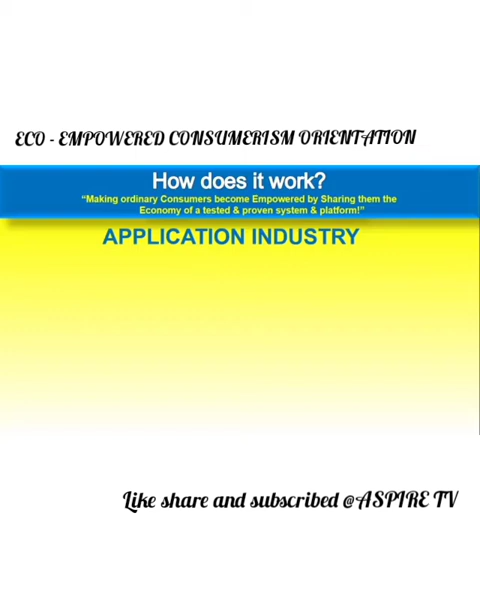 ECO - EMPOWERED CONSUMERISM ORIENTATION
How does it work?
“Making ordinary Consumers become Empowered by Sharing them the
Economy of a tested & proven system & platform!”
APPLICATION INDUSTRY
Like share and subscribed @ASPIRE TV